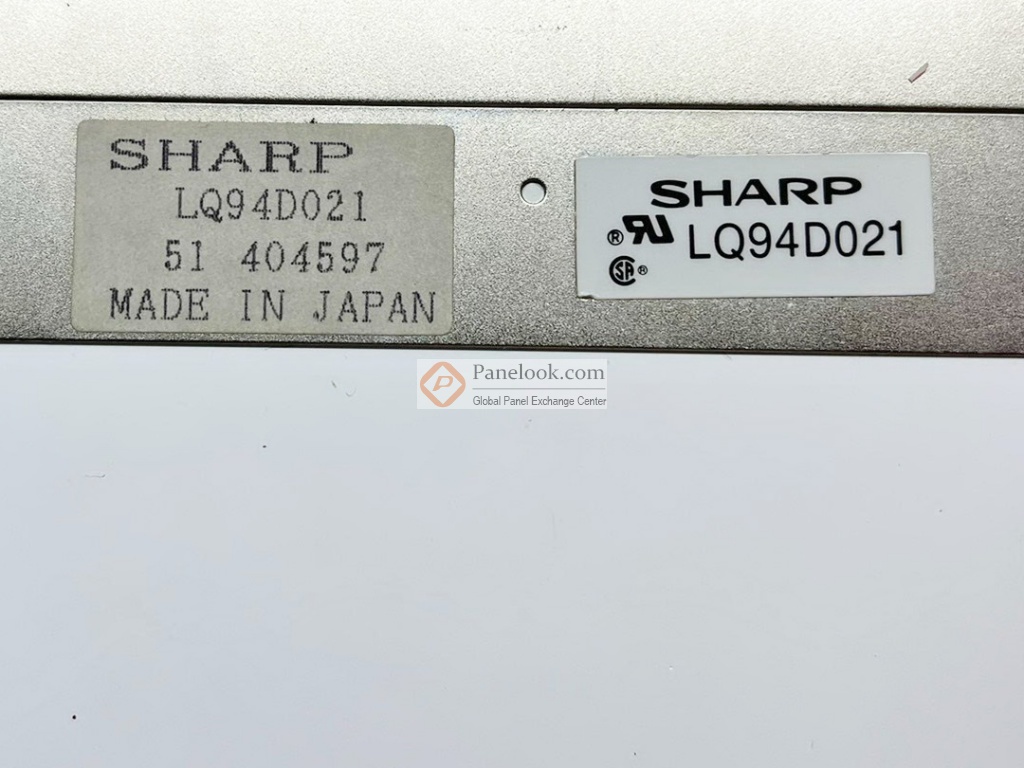 SHARP
LQ94D021
51 404597
MADE IN JAPAN
SHARP
LQ94D021
Panelook.com
Global Panel Exchange Center